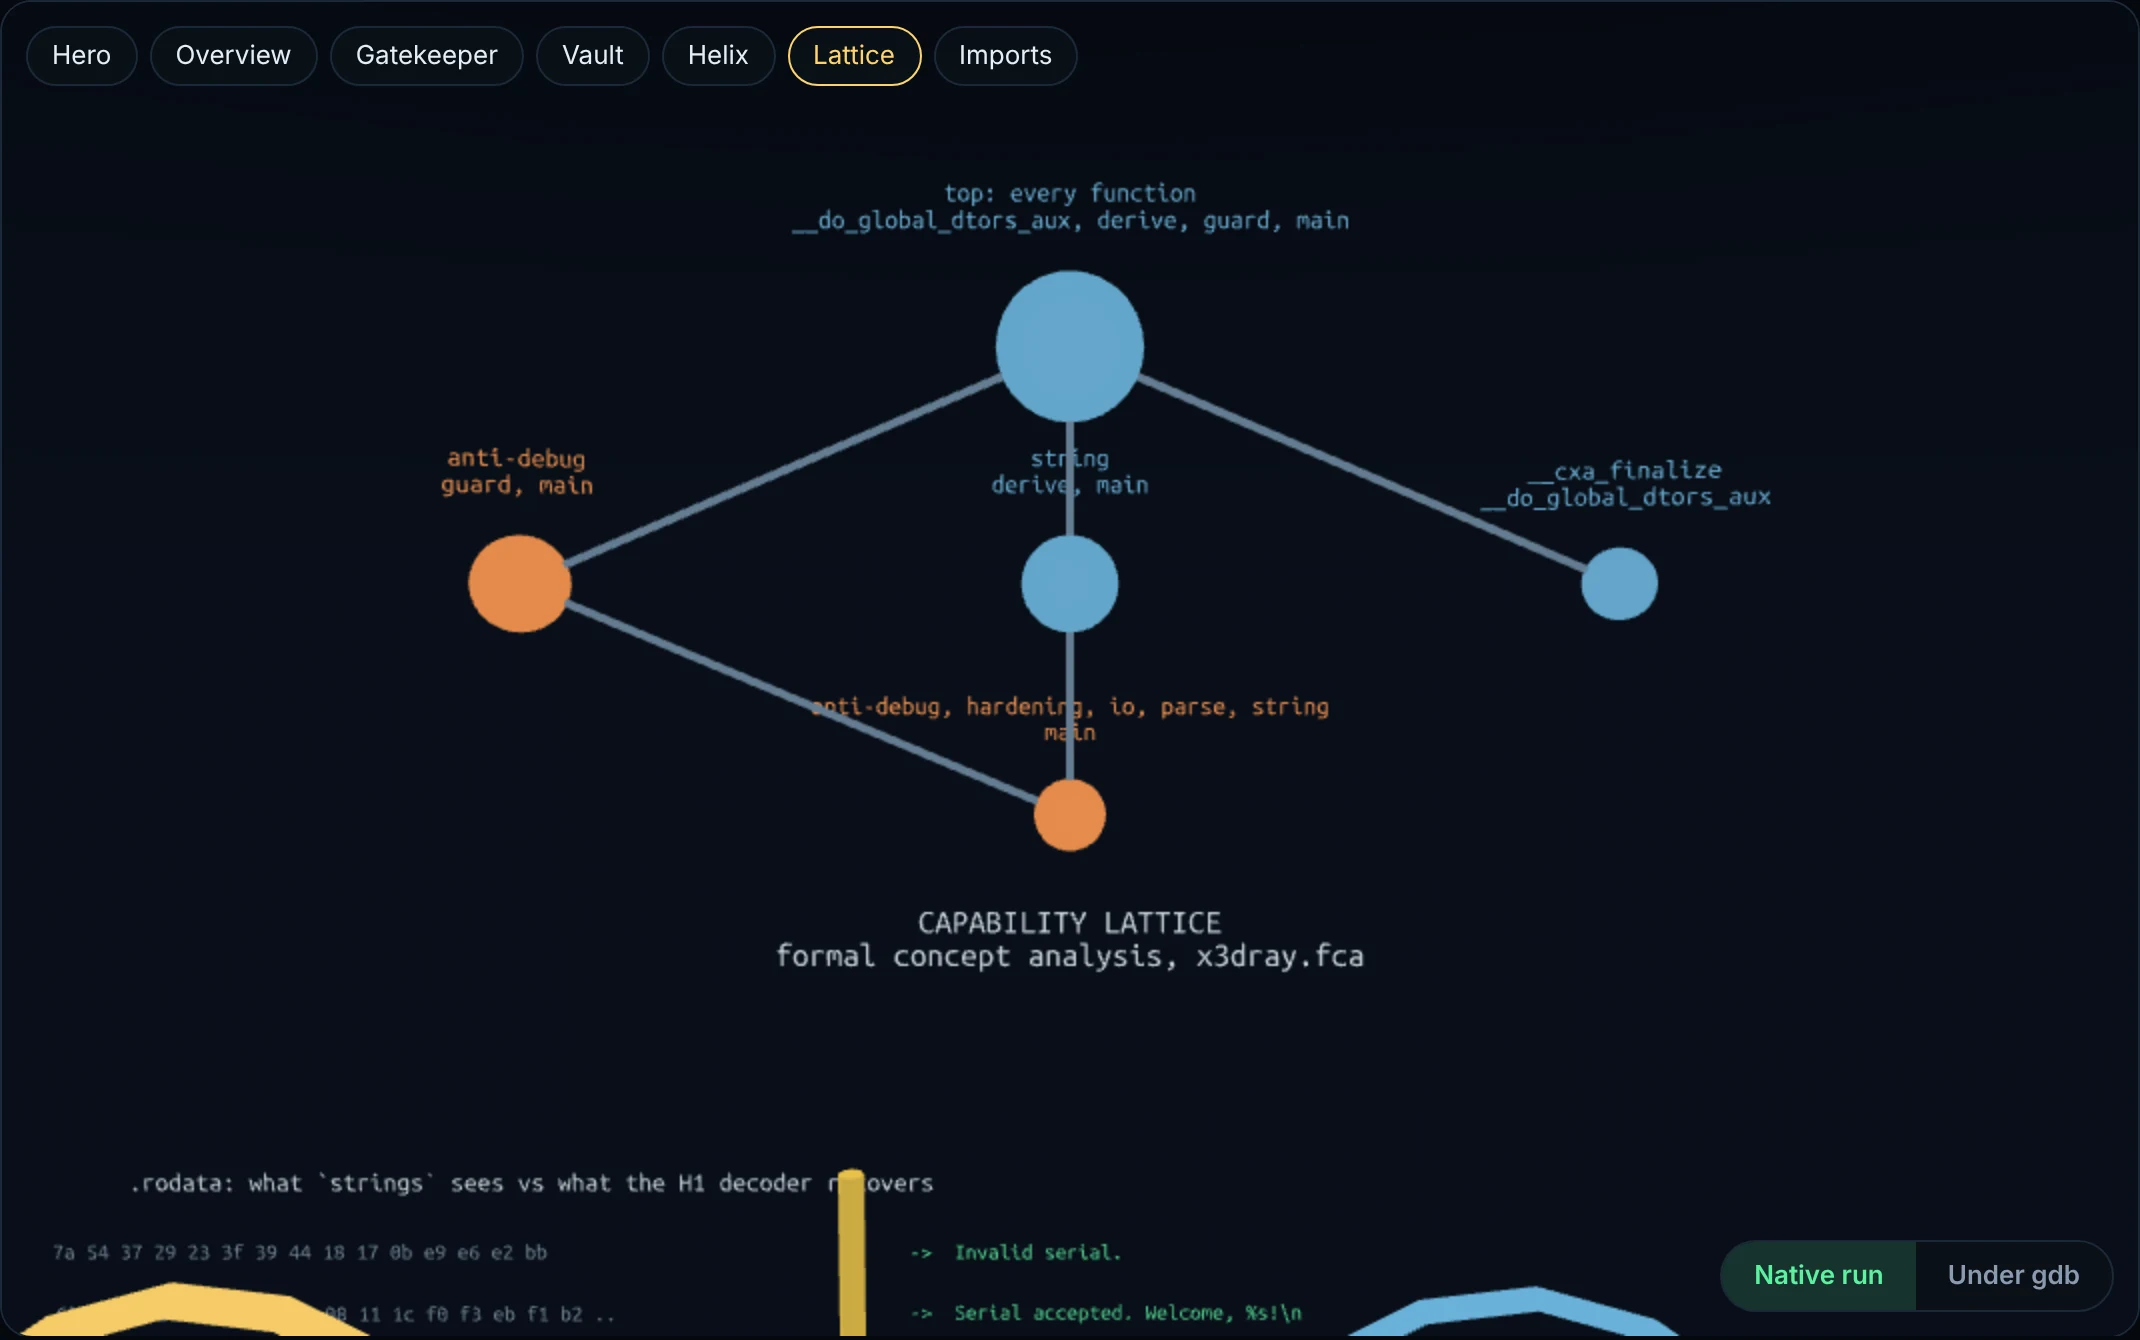 Hero Overview Gatekeeper Vault Helix Lattice Imports
top: every function
__do_global_dtors_aux, derive, guard, main
anti-debug
guard, main
string
derive, main
__cxa_finalize
__do_global_dtors_aux
anti-debug, hardening, io, parse, string
main
CAPABILITY LATTICE
formal concept analysis, x3dray.fca
.rodata: what `strings` sees vs what the H1 decoder
7a 54 37 29 23 3f 39 44 18 17 0b e9 e6 e2 bb
-> Invalid serial.
11 1c f0 f3 eb f1 b2 ..
-> Serial accepted. Welcome, %s!\n
Native run Under gdb